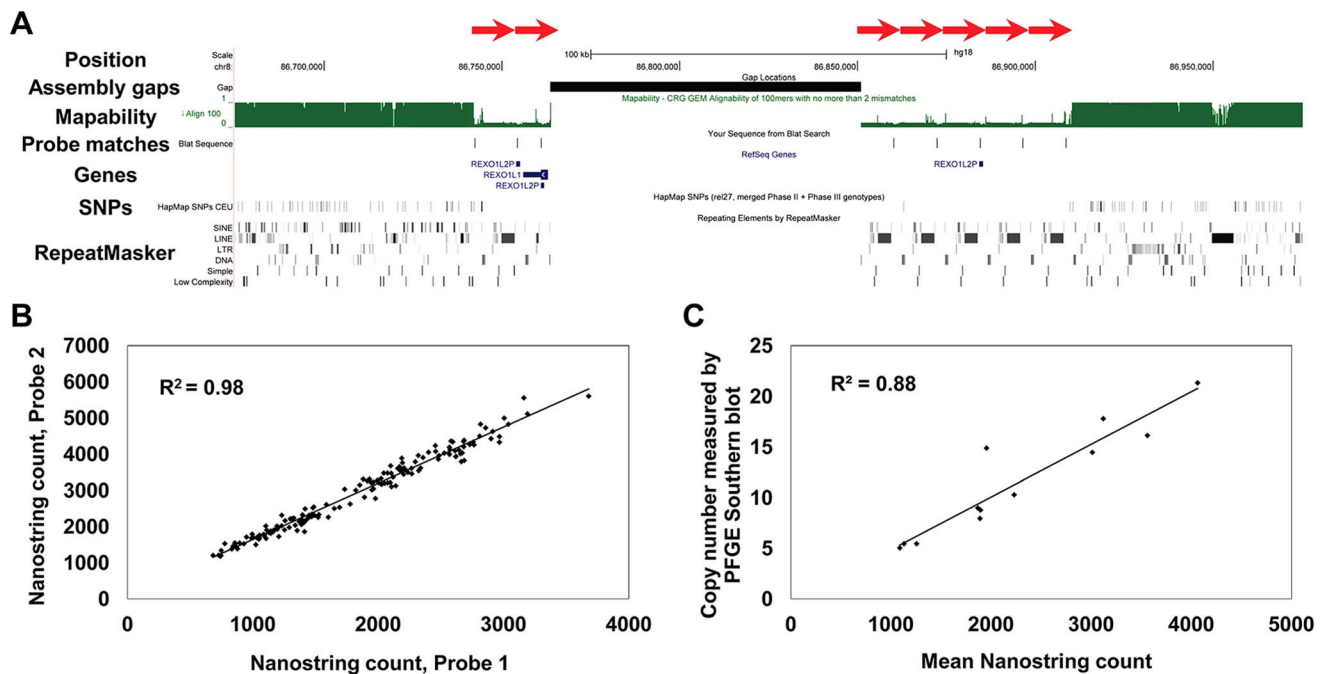 A
Position
Scale
100 kb
hg18
chr8:
86,700,000
86,750,000
86,800,000
86,850,000
86,900,000
86,950,000
Assembly gaps
Gap
Gap Locations
Mapability - CRG GEM Alignability of 100mers with no more than 2 mismatches
Mapability
1
Align 100
0
Your Sequence from Blat Search
Probe matches
Blat Sequence
RefSeq Genes
Genes
REXO1L2P
REXO1L2P
REXO1L1
REXO1L2P
SNPs
HapMap SNPs (rel27, merged Phase II + Phase III genotypes)
HapMap SNPs CEU
Repeating Elements by RepeatMasker
RepeatMasker
SINE
LINE
LTR
DNA
Simple
Low Complexity
B
Nanostring count, Probe 2
7000
6000
5000
4000
3000
2000
1000
0
R² = 0.98
0 1000 2000 3000 4000
Nanostring count, Probe 1
C
Copy number measured by
PFGE Southern blot
25
20
15
10
5
0
R² = 0.88
0 1000 2000 3000 4000 5000
Mean Nanostring count